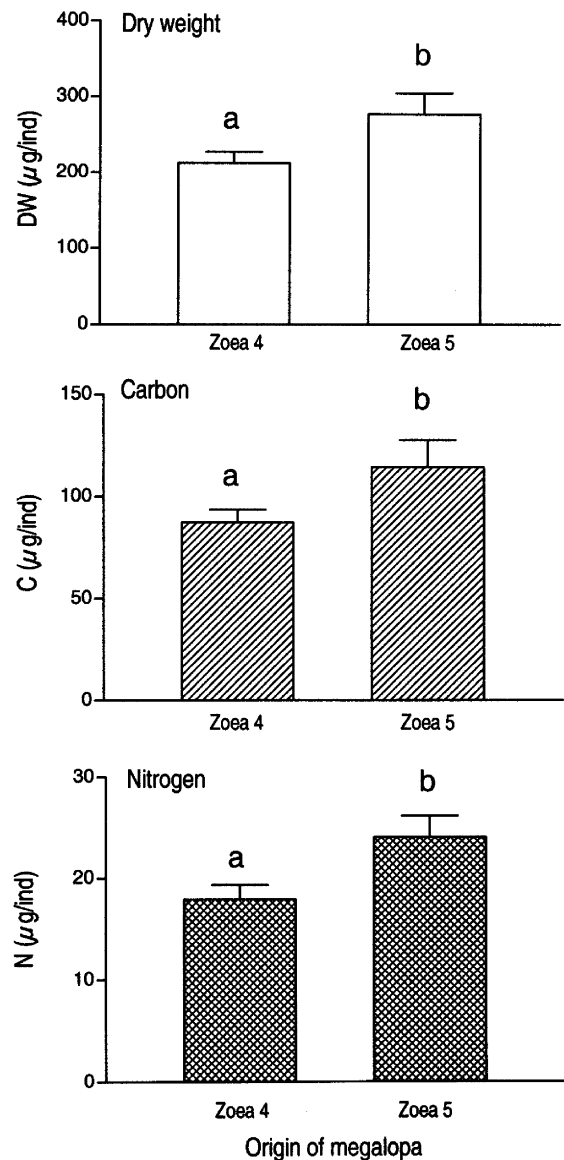 Dry weight
400
300
200
100
0
DW (μg/ind)
a
b
Zoea 4
Zoea 5
Carbon
150
100
50
0
C (μg/ind)
a
b
Zoea 4
Zoea 5
Nitrogen
30
20
10
0
N (μg/ind)
a
b
Zoea 4
Zoea 5
Origin of megalopa